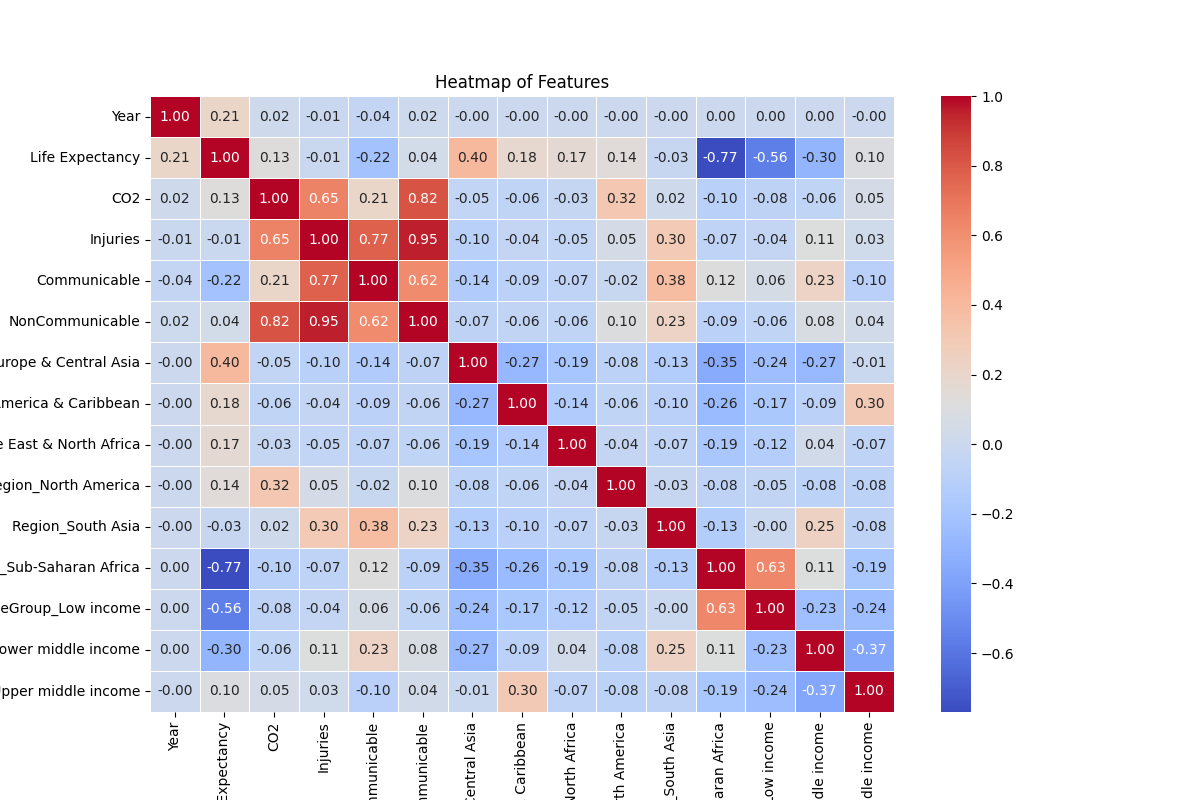 Heatmap of Features
Year 1.00 0.21 0.02 -0.01 -0.04 0.02 -0.00 -0.00 -0.00 -0.00 -0.00 0.00 0.00 0.00 -0.00
Life Expectancy 0.21 1.00 0.13 -0.01 -0.22 0.04 0.40 0.18 0.17 0.14 -0.03 -0.77 -0.56 -0.30 0.10
CO2 0.02 0.13 1.00 0.65 0.21 0.82 -0.05 -0.06 -0.03 0.32 0.02 -0.10 -0.08 -0.06 0.05
Injuries -0.01 -0.01 0.65 1.00 0.77 0.95 -0.10 -0.04 -0.05 0.05 0.30 -0.07 -0.04 0.11 0.03
Communicable -0.04 -0.22 0.21 0.77 1.00 0.62 -0.14 -0.09 -0.07 -0.02 0.38 0.12 0.06 0.23 -0.10
NonCommunicable 0.02 0.04 0.82 0.95 0.62 1.00 -0.07 -0.06 -0.06 0.10 0.23 -0.09 -0.06 0.08 0.04
urope & Central Asia -0.00 0.40 -0.05 -0.10 -0.14 -0.07 1.00 -0.27 -0.19 -0.08 -0.13 -0.35 -0.24 -0.27 -0.01
merica & Caribbean -0.00 0.18 -0.06 -0.04 -0.09 -0.06 -0.27 1.00 -0.14 -0.06 -0.10 -0.26 -0.17 -0.09 0.30
e East & North Africa -0.00 0.17 -0.03 -0.05 -0.07 -0.06 -0.19 -0.14 1.00 -0.04 -0.07 -0.19 -0.12 0.04 -0.07
egion_North America -0.00 0.14 0.32 0.05 -0.02 0.10 -0.08 -0.06 -0.04 1.00 -0.03 -0.08 -0.05 -0.08 -0.08
Region_South Asia -0.00 -0.03 0.02 0.30 0.38 0.23 -0.13 -0.10 -0.07 -0.03 1.00 -0.13 -0.00 0.25 -0.08
_Sub-Saharan Africa 0.00 -0.77 -0.10 -0.07 0.12 -0.09 -0.35 -0.26 -0.19 -0.08 -0.13 1.00 0.63 0.11 -0.19
eGroup_Low income 0.00 -0.56 -0.08 -0.04 0.06 -0.06 -0.24 -0.17 -0.12 -0.05 -0.00 0.63 1.00 -0.23 -0.24
ower middle income 0.00 -0.30 -0.06 0.11 0.23 0.08 -0.27 -0.09 0.04 -0.08 0.25 0.11 -0.23 1.00 -0.37
pper middle income -0.00 0.10 0.05 0.03 -0.10 0.04 -0.01 0.30 -0.07 -0.08 -0.08 -0.19 -0.24 -0.37 1.00
Year
Expectancy
CO2
Injuries
mmunicable
mmunicable
entral Asia
Caribbean
North Africa
th America
_South Asia
aran Africa
ow income
dle income
dle income
1.0
0.8
0.6
0.4
0.2
0.0
−0.2
−0.4
−0.6